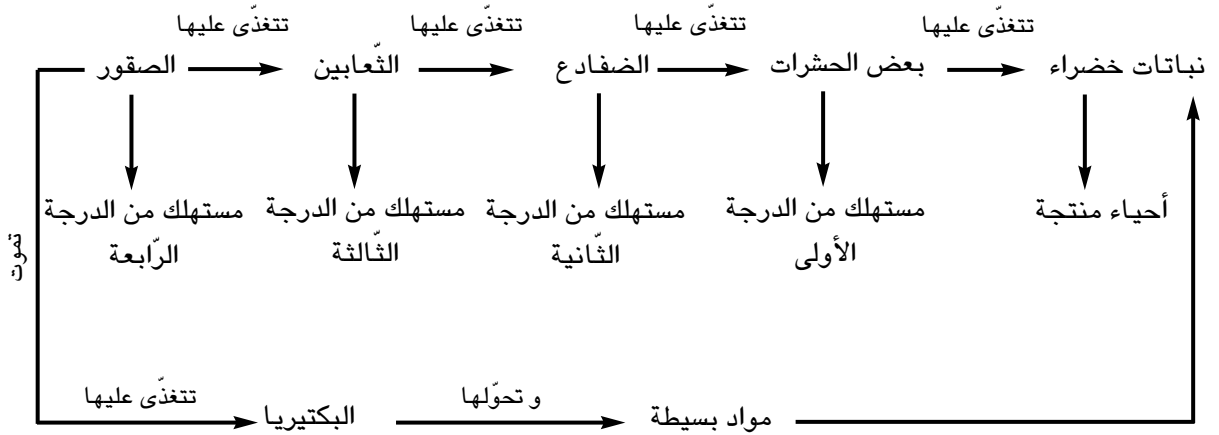 تتغذّى عليها تتغذّى عليها تتغذّى عليها تتغذّى عليها
نباتات خضراء بعض الحشرات الضفادع الثّعابين الصقور
أحياء منتجة مستهلك من الدرجة مستهلك من الدرجة مستهلك من الدرجة مستهلك من الدرجة
الأولى الثّانية الثّالثة الرّابعة
تموت
تتغذّى عليها و تحوّلها
البكتيريا مواد بسيطة